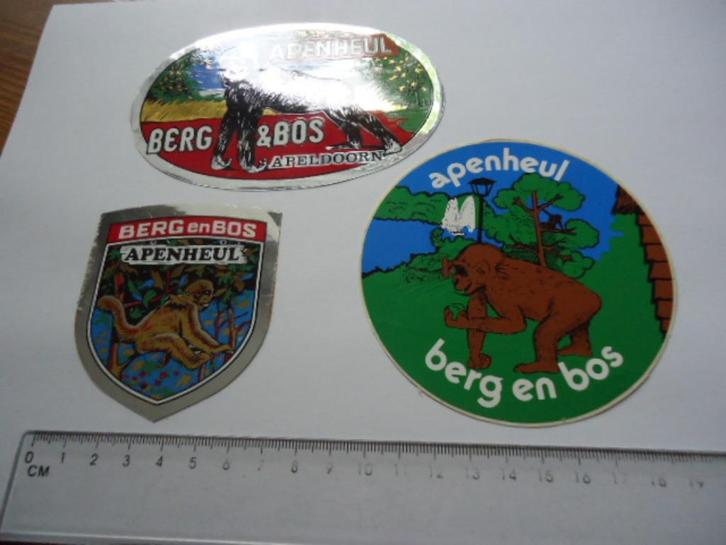 APENHEUL
BERG &BOS
APELDOORN
BERG en BOS
APENHEUL
apenheul
berg en bos
0 1 2 3 4 5 6 7 8 9 10 11 12 13 14 15 16 17 18 19
CM